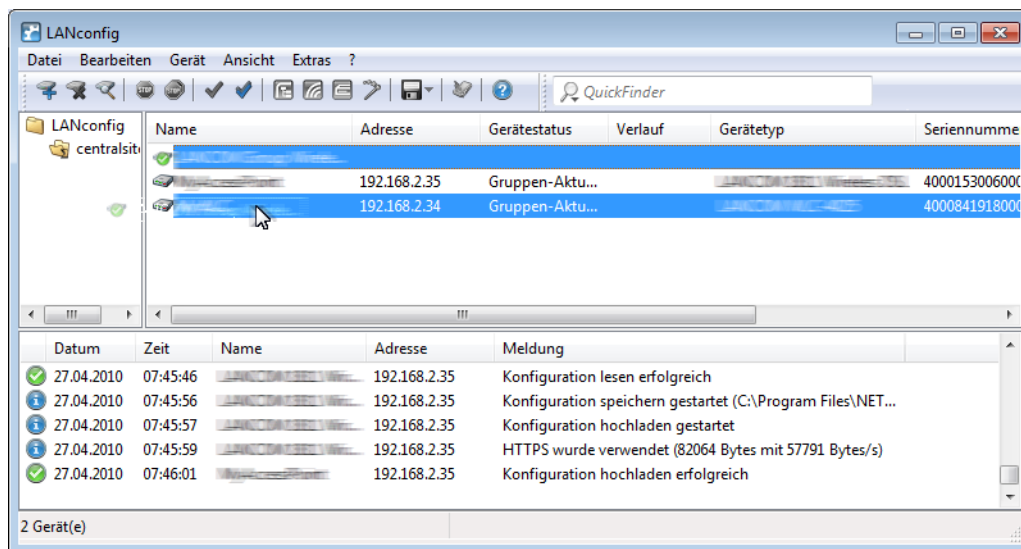 LANconfig
Datei Bearbeiten Gerät Ansicht Extras ?
QuickFinder
LANconfig
centralsite
Name Adresse Gerätestatus Verlauf Gerätetyp Seriennumme
192.168.2.35 Gruppen-Aktu... 4000153006000
192.168.2.34 Gruppen-Aktu... 4000841918000
Datum Zeit Name Adresse Meldung
27.04.2010 07:45:46 192.168.2.35 Konfiguration lesen erfolgreich
27.04.2010 07:45:56 192.168.2.35 Konfiguration speichern gestartet (C:\Program Files\NET...
27.04.2010 07:45:57 192.168.2.35 Konfiguration hochladen gestartet
27.04.2010 07:45:59 192.168.2.35 HTTPS wurde verwendet (82064 Bytes mit 57791 Bytes/s)
27.04.2010 07:46:01 192.168.2.35 Konfiguration hochladen erfolgreich
2 Gerät(e)